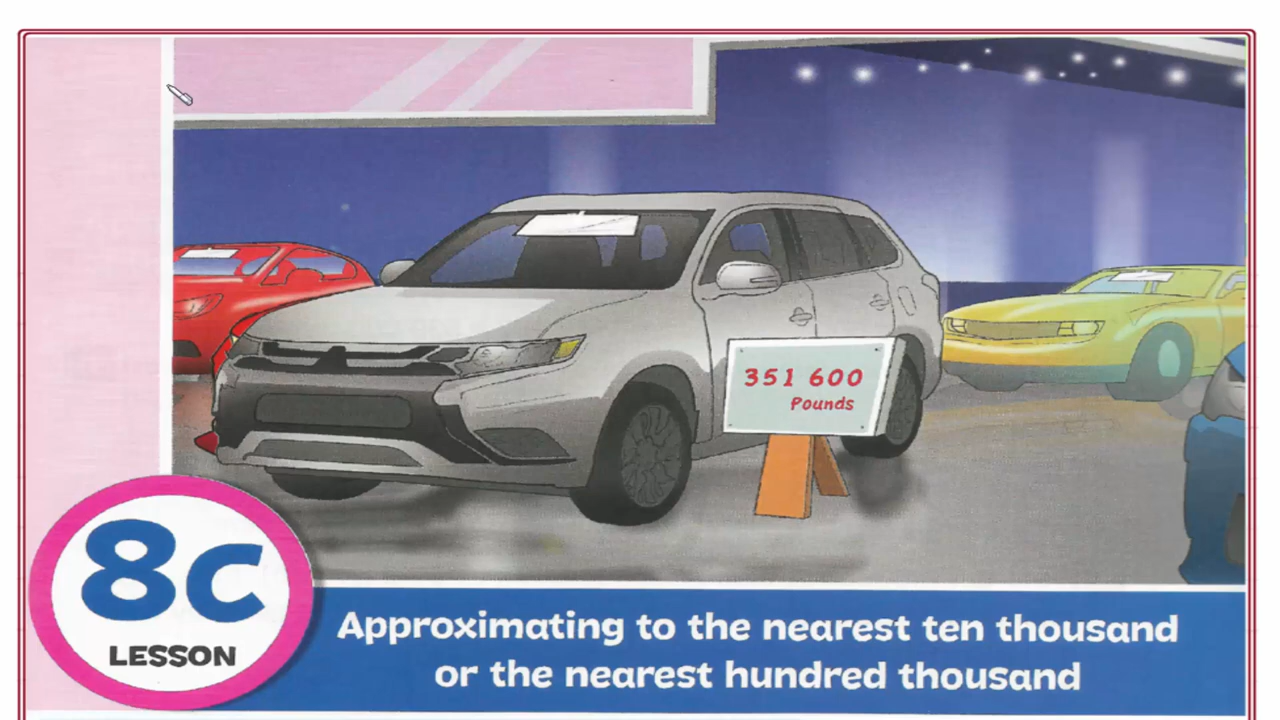 351 600
Pounds
8c
LESSON
Approximating to the nearest ten thousand
or the nearest hundred thousand